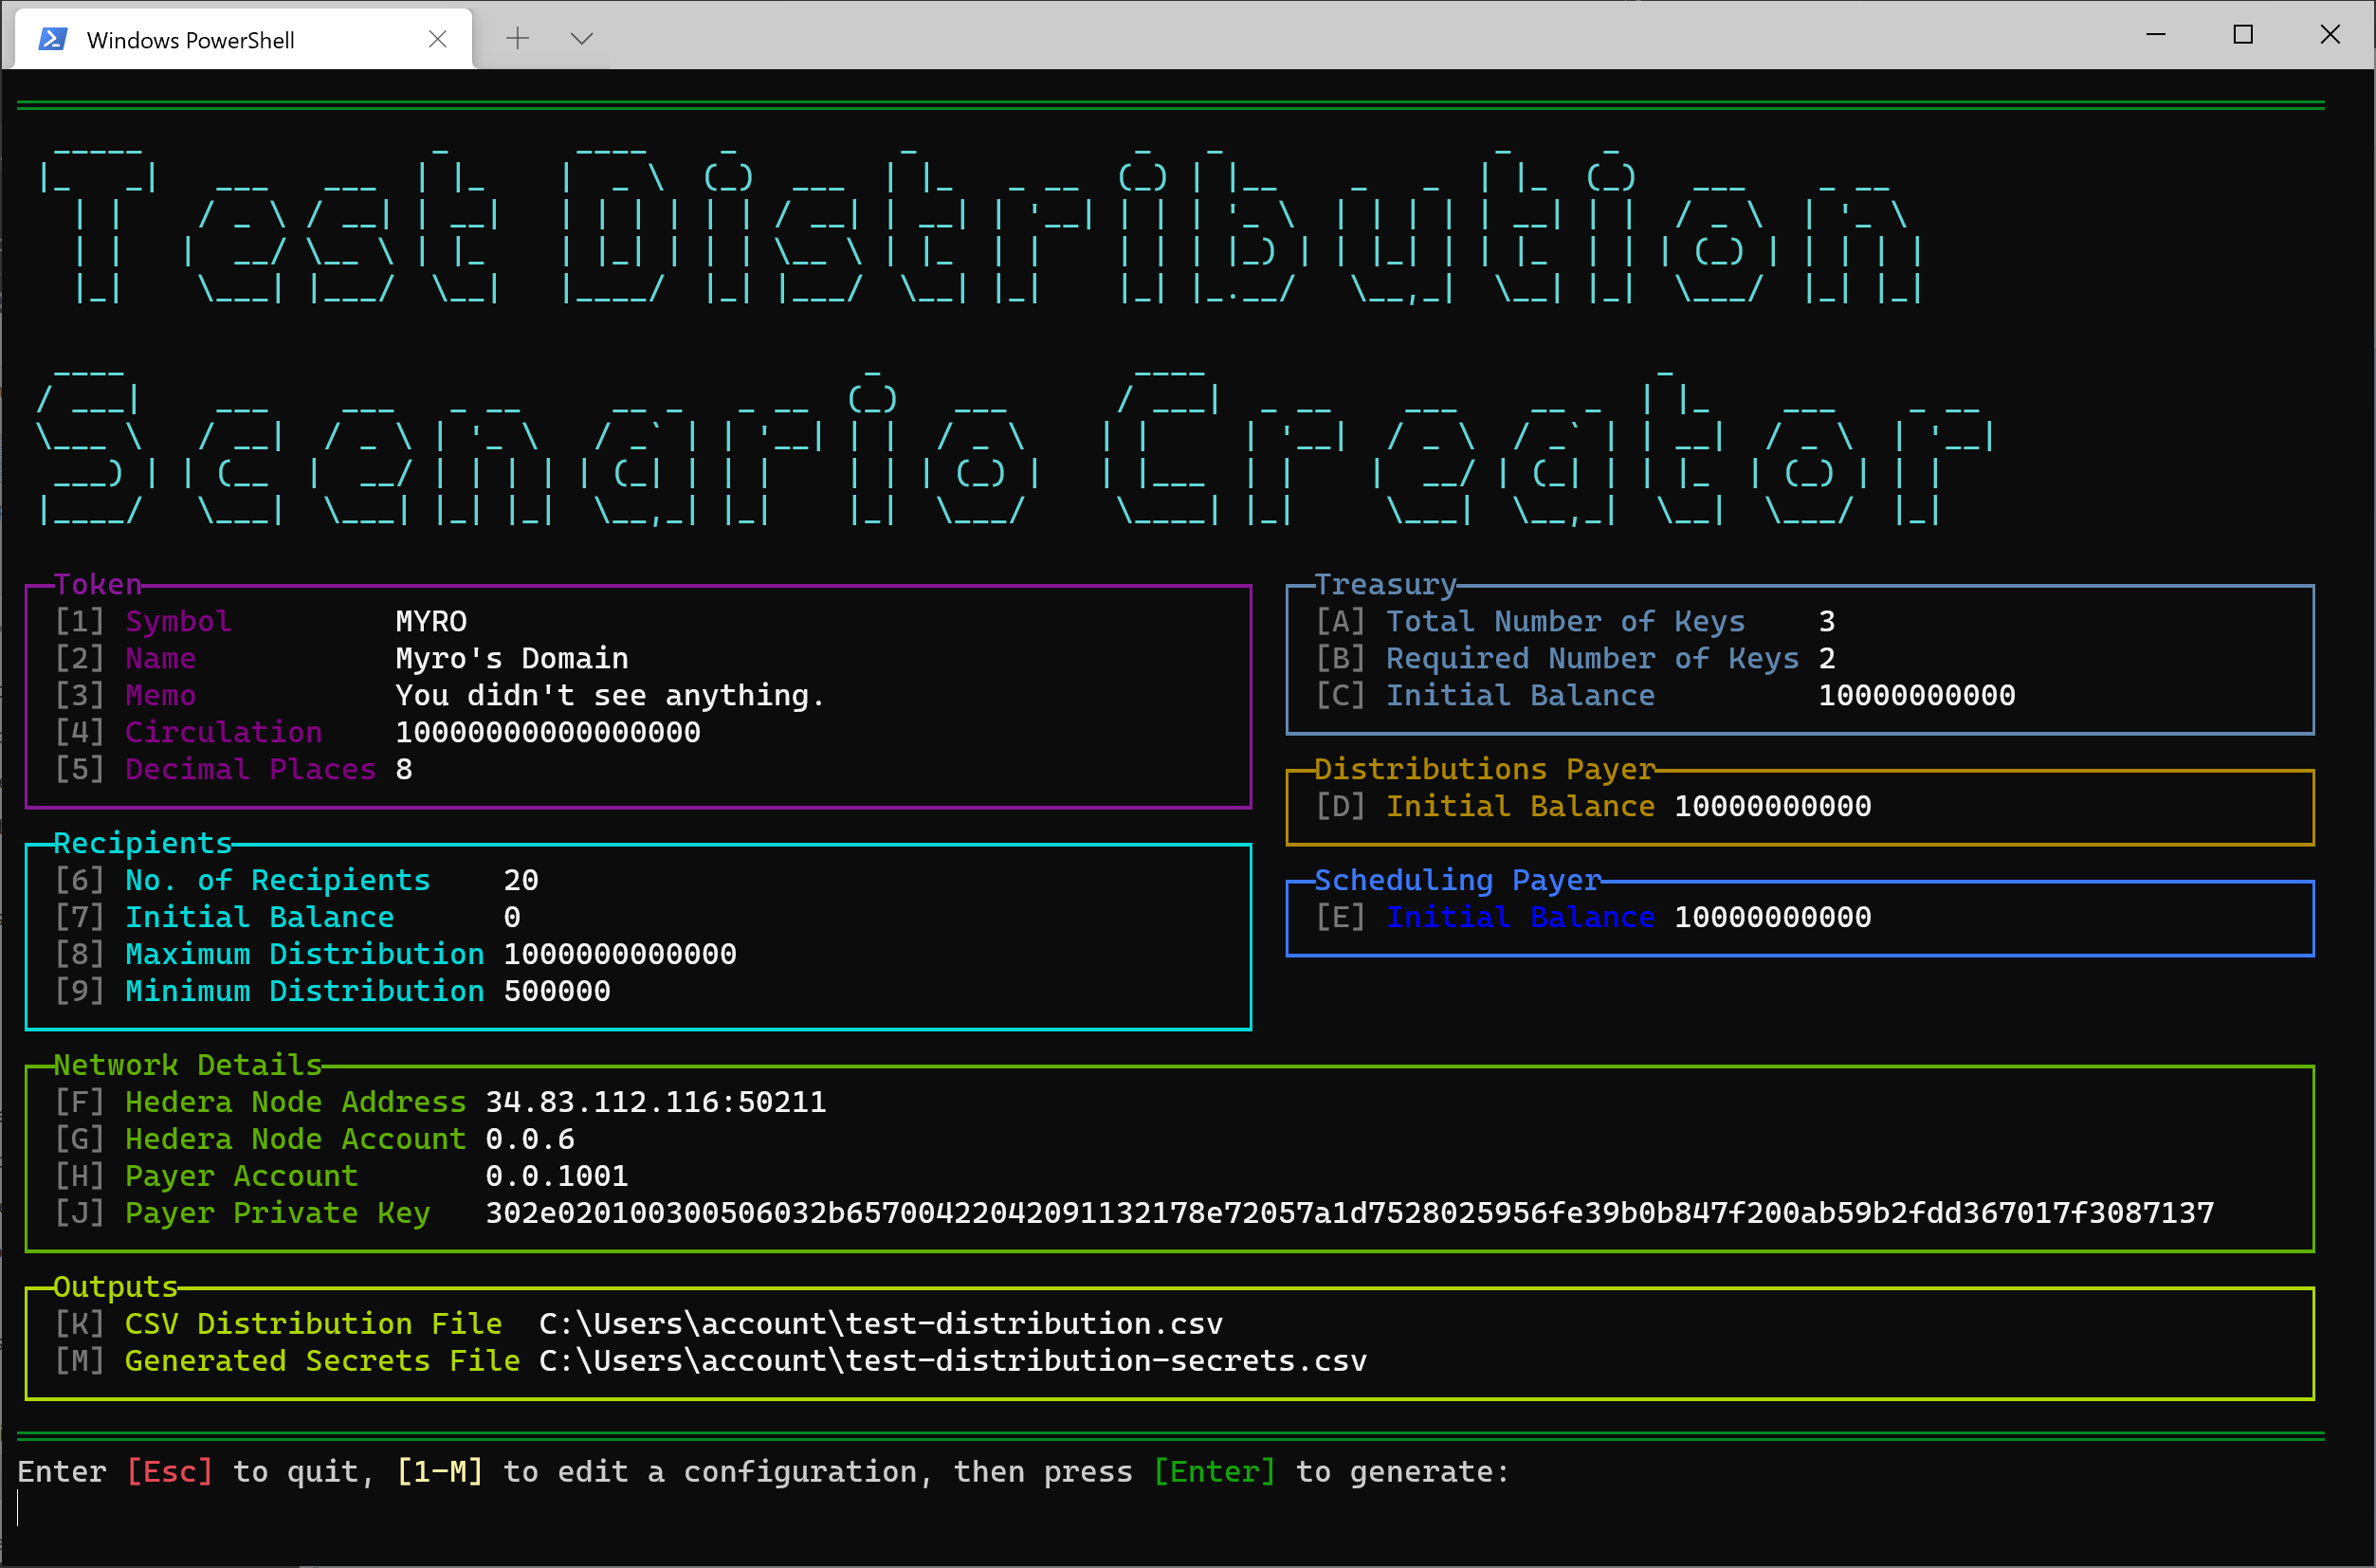 Windows PowerShell
Test Distribution
Scenario Creator
Token
[1] Symbol MYRO
[2] Name Myro's Domain
[3] Memo You didn't see anything.
[4] Circulation 10000000000000000
[5] Decimal Places 8
Recipients
[6] No. of Recipients 20
[7] Initial Balance 0
[8] Maximum Distribution 1000000000000
[9] Minimum Distribution 500000
Treasury
[A] Total Number of Keys 3
[B] Required Number of Keys 2
[C] Initial Balance 10000000000
Distributions Payer
[D] Initial Balance 10000000000
Scheduling Payer
[E] Initial Balance 10000000000
Network Details
[F] Hedera Node Address 34.83.112.116:50211
[G] Hedera Node Account 0.0.6
[H] Payer Account 0.0.1001
[J] Payer Private Key 302e020100300506032b65700422042091132178e72057a1d7528025956fe39b0b847f200ab59b2fdd367017f3087137
Outputs
[K] CSV Distribution File C:\Users\account\test-distribution.csv
[M] Generated Secrets File C:\Users\account\test-distribution-secrets.csv
Enter [Esc] to quit, [1-M] to edit a configuration, then press [Enter] to generate: